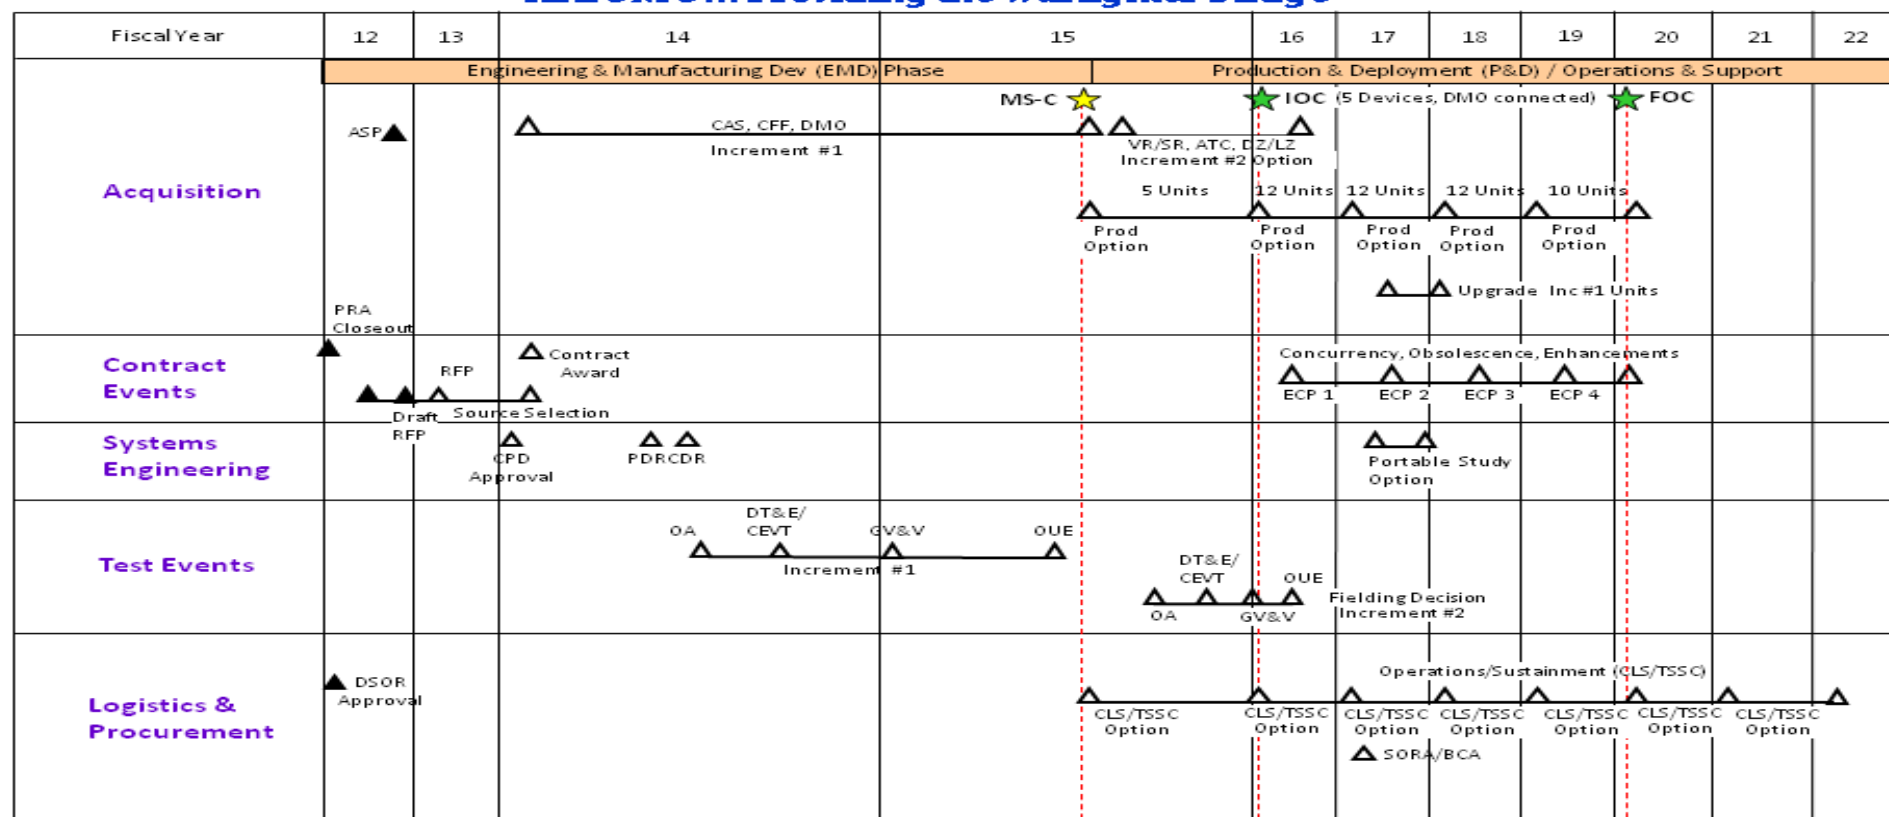 Fiscal Year 12 13 14 15 16 17 18 19 20 21 22
Engineering & Manufacturing Dev (EMD) Phase
Production & Deployment (P&D) / Operations & Support
MS-C
IOC (5 Devices, DMO connected)
FOC
Acquisition
ASP
CAS, CFF, DMO
Increment #1
VR/SR, ATC, DZ/LZ
Increment #2 Option
5 Units 12 Units 12 Units 12 Units 10 Units
Prod
Option
Prod
Option
Prod
Option
Prod
Option
Prod
Option
Upgrade Inc #1 Units
PRA
Closeout
Contract
Events
RFP
Contract
Award
Draft
RFP
Source Selection
Concurrency, Obsolescence, Enhancements
ECP 1 ECP 2 ECP 3 ECP 4
Systems
Engineering
CPD
Approval
PDR CDR
Portable Study
Option
Test Events
OA
DT&E/
CEVT
GV&V
OUE
Increment #1
DT&E/
CEVT
OUE
OA
GV&V
Fielding Decision
Increment #2
Logistics &
Procurement
DSOR
Approval
Operations/Sustainment (CLS/TSSC)
CLS/TSSC
Option
CLS/TSSC
Option
CLS/TSSC
Option
CLS/TSSC
Option
CLS/TSSC
Option
CLS/TSSC
Option
CLS/TSSC
Option
SORA/BCA